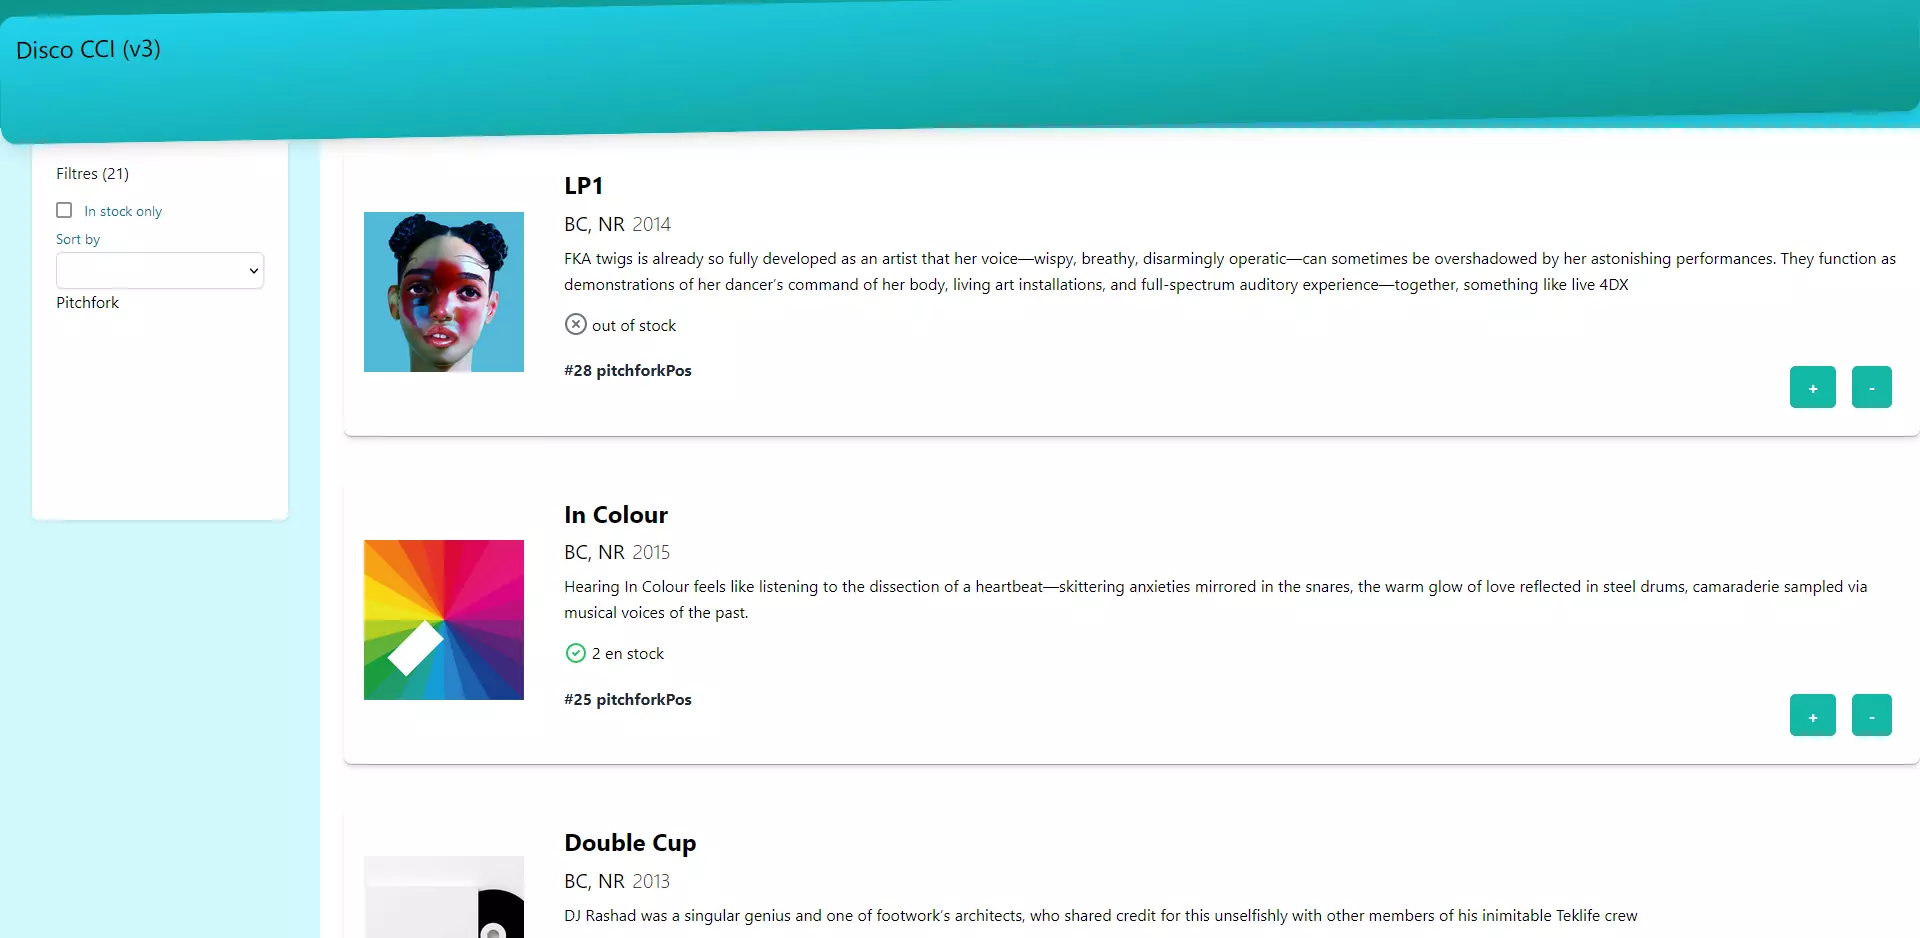 Disco CCI (v3)
Filtres (21)
In stock only
Sort by
Pitchfork
LP1
BC, NR 2014
FKA twigs is already so fully developed as an artist that her voice—wispy, breathy, disarmingly operatic—can sometimes be overshadowed by her astonishing performances. They function as
demonstrations of her dancer's command of her body, living art installations, and full-spectrum auditory experience—together, something like live 4DX
out of stock
#28 pitchforkPos
+ -
In Colour
BC, NR 2015
Hearing In Colour feels like listening to the dissection of a heartbeat—skittering anxieties mirrored in the snares, the warm glow of love reflected in steel drums, camaraderie sampled via
musical voices of the past.
2 en stock
#25 pitchforkPos
+ -
Double Cup
BC, NR 2013
DJ Rashad was a singular genius and one of footwork's architects, who shared credit for this unselfishly with other members of his inimitable Teklife crew